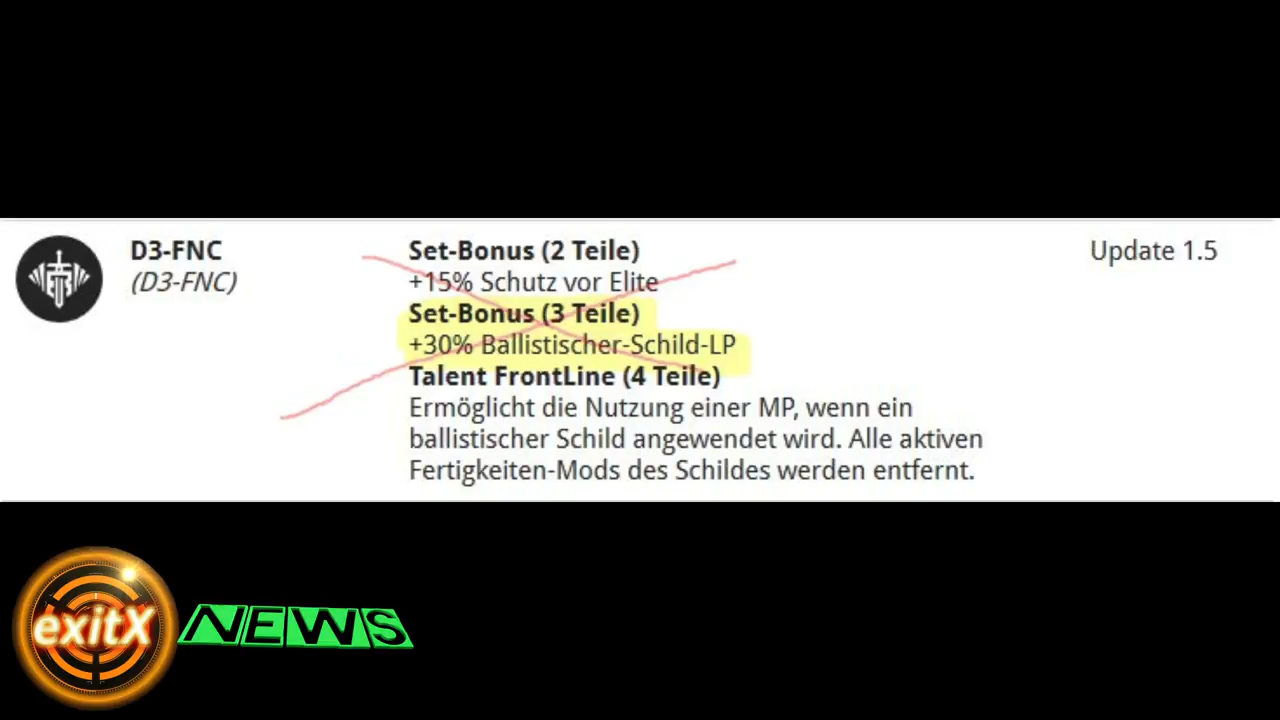 D3-FNC
(D3-FNC)
Set-Bonus (2 Teile)
+15% Schutz vor Elite
Set-Bonus (3 Teile)
+30% Ballistischer-Schild-LP
Talent FrontLine (4 Teile)
Ermöglicht die Nutzung einer MP, wenn ein
ballistischer Schild angewendet wird. Alle aktiven
Fertigkeiten-Mods des Schildes werden entfernt.
Update 1.5
exitX NEWS